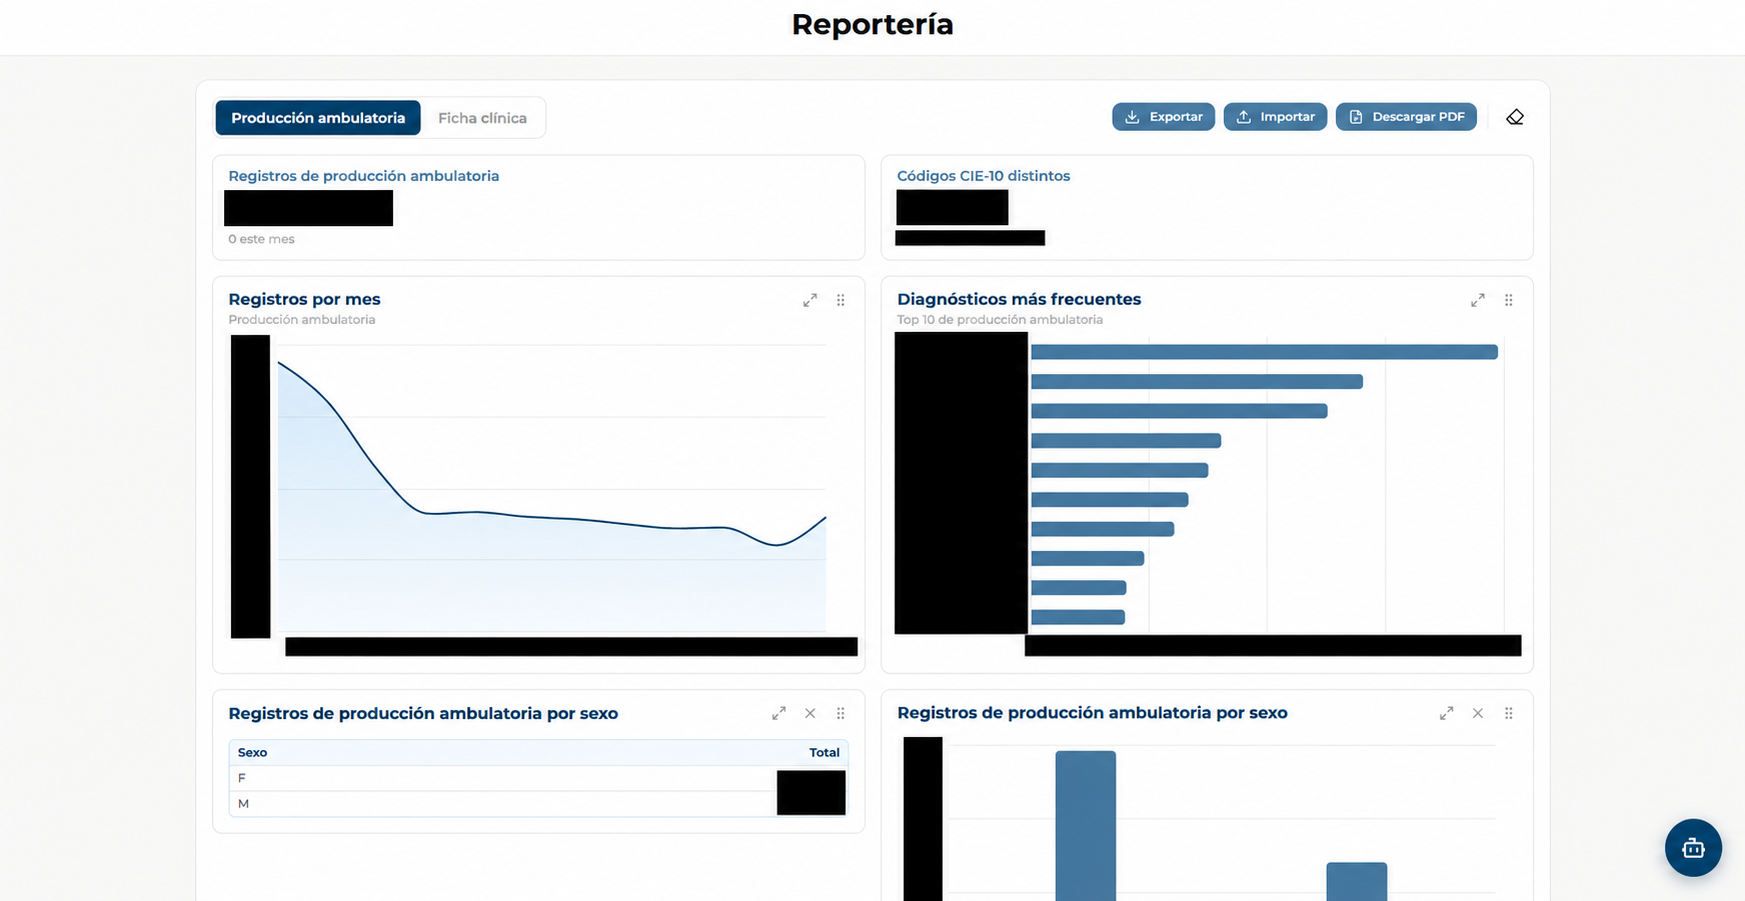 Reportería
Producción ambulatoria
Ficha clínica
Exportar
Importar
Descargar PDF
Registros de producción ambulatoria
0 este mes
Códigos CIE-10 distintos
Registros por mes
Producción ambulatoria
Diagnósticos más frecuentes
Top 10 de producción ambulatoria
Registros de producción ambulatoria por sexo
Sexo Total
F
M
Registros de producción ambulatoria por sexo